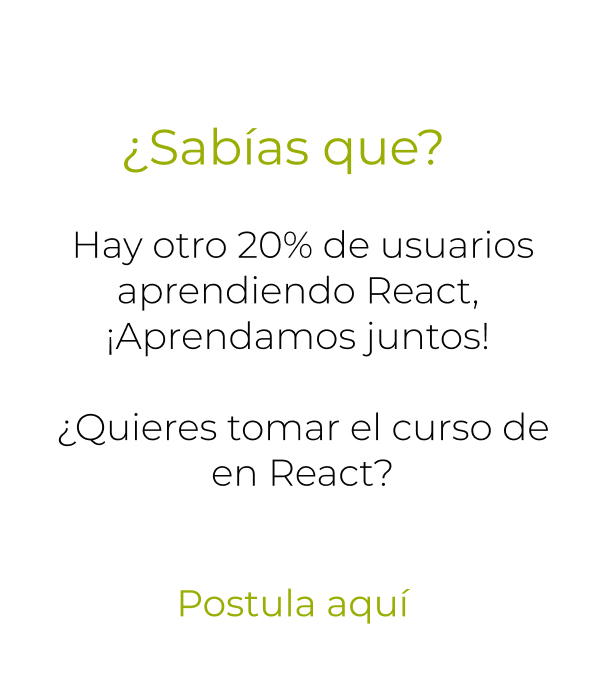 ¿Sabías que?
Hay otro 20% de usuarios
aprendiendo React,
¡Aprendamos juntos!
¿Quieres tomar el curso de
en React?
Postula aquí